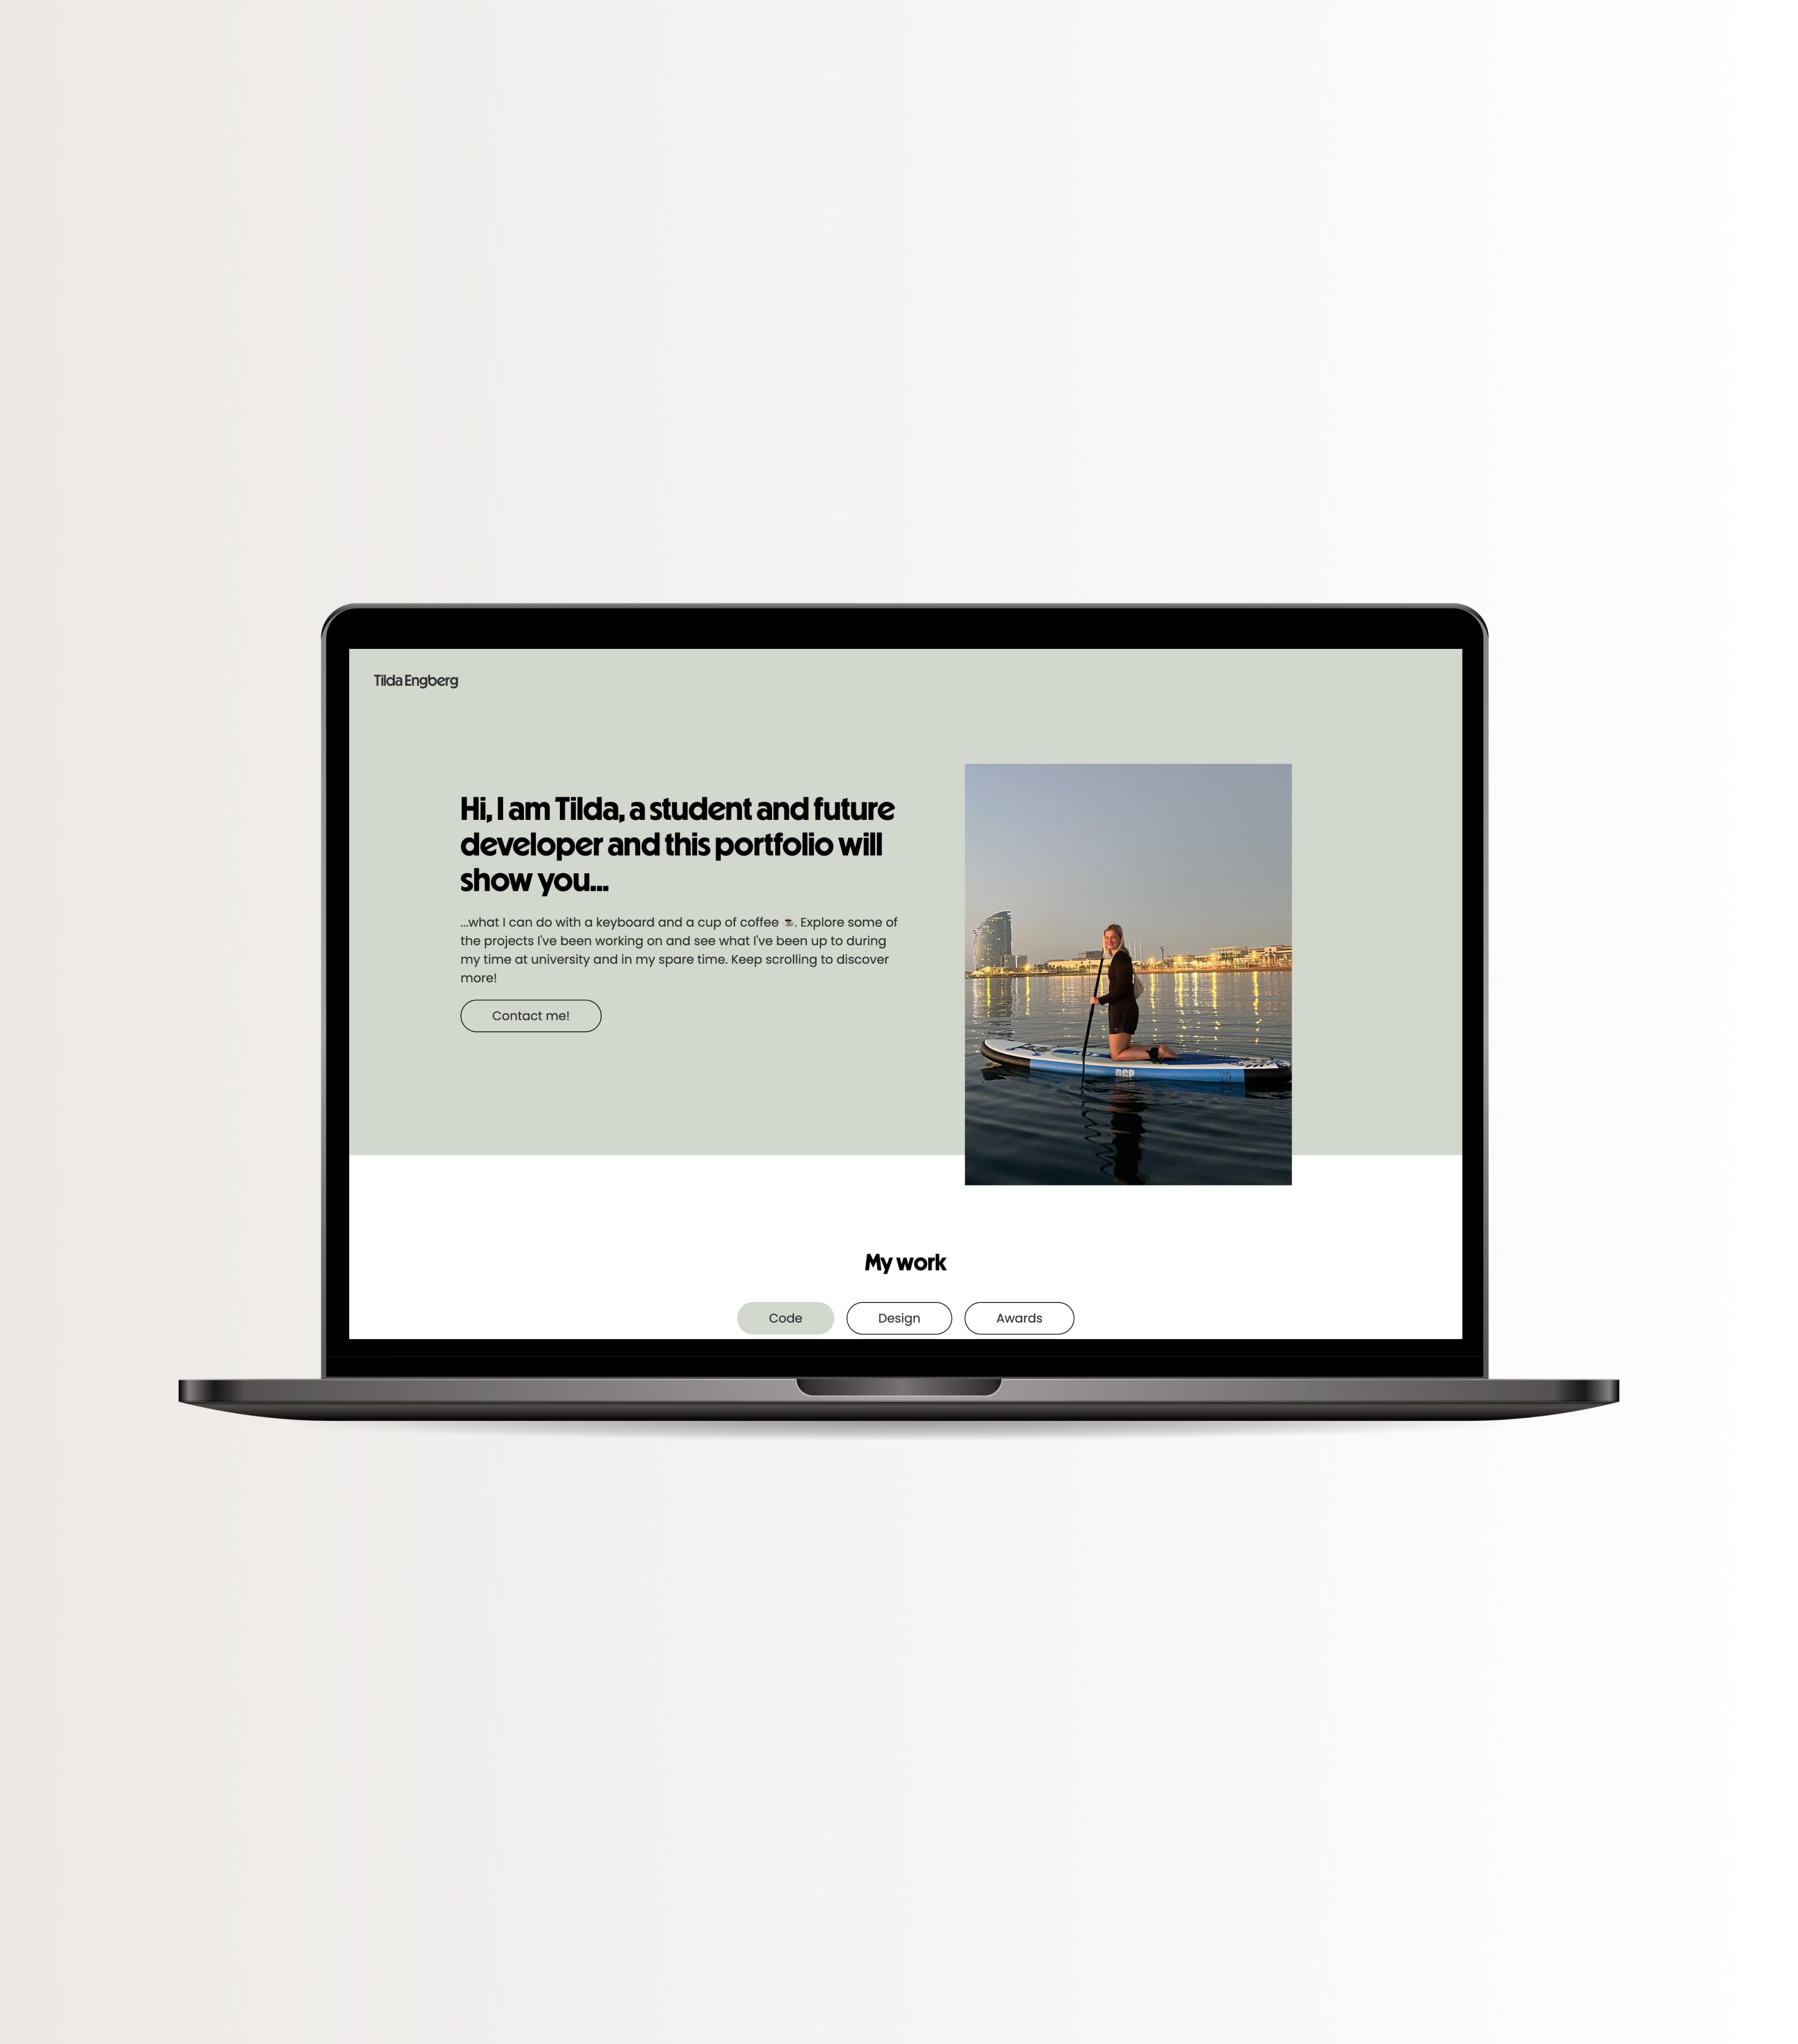 Tilda Engberg
Hi, I am Tilda, a student and future
developer and this portfolio will
show you...
...what I can do with a keyboard and a cup of coffee ☕. Explore some of
the projects I've been working on and see what I've been up to during
my time at university and in my spare time. Keep scrolling to discover
more!
Contact me!
DGP
My work
Code
Design
Awards